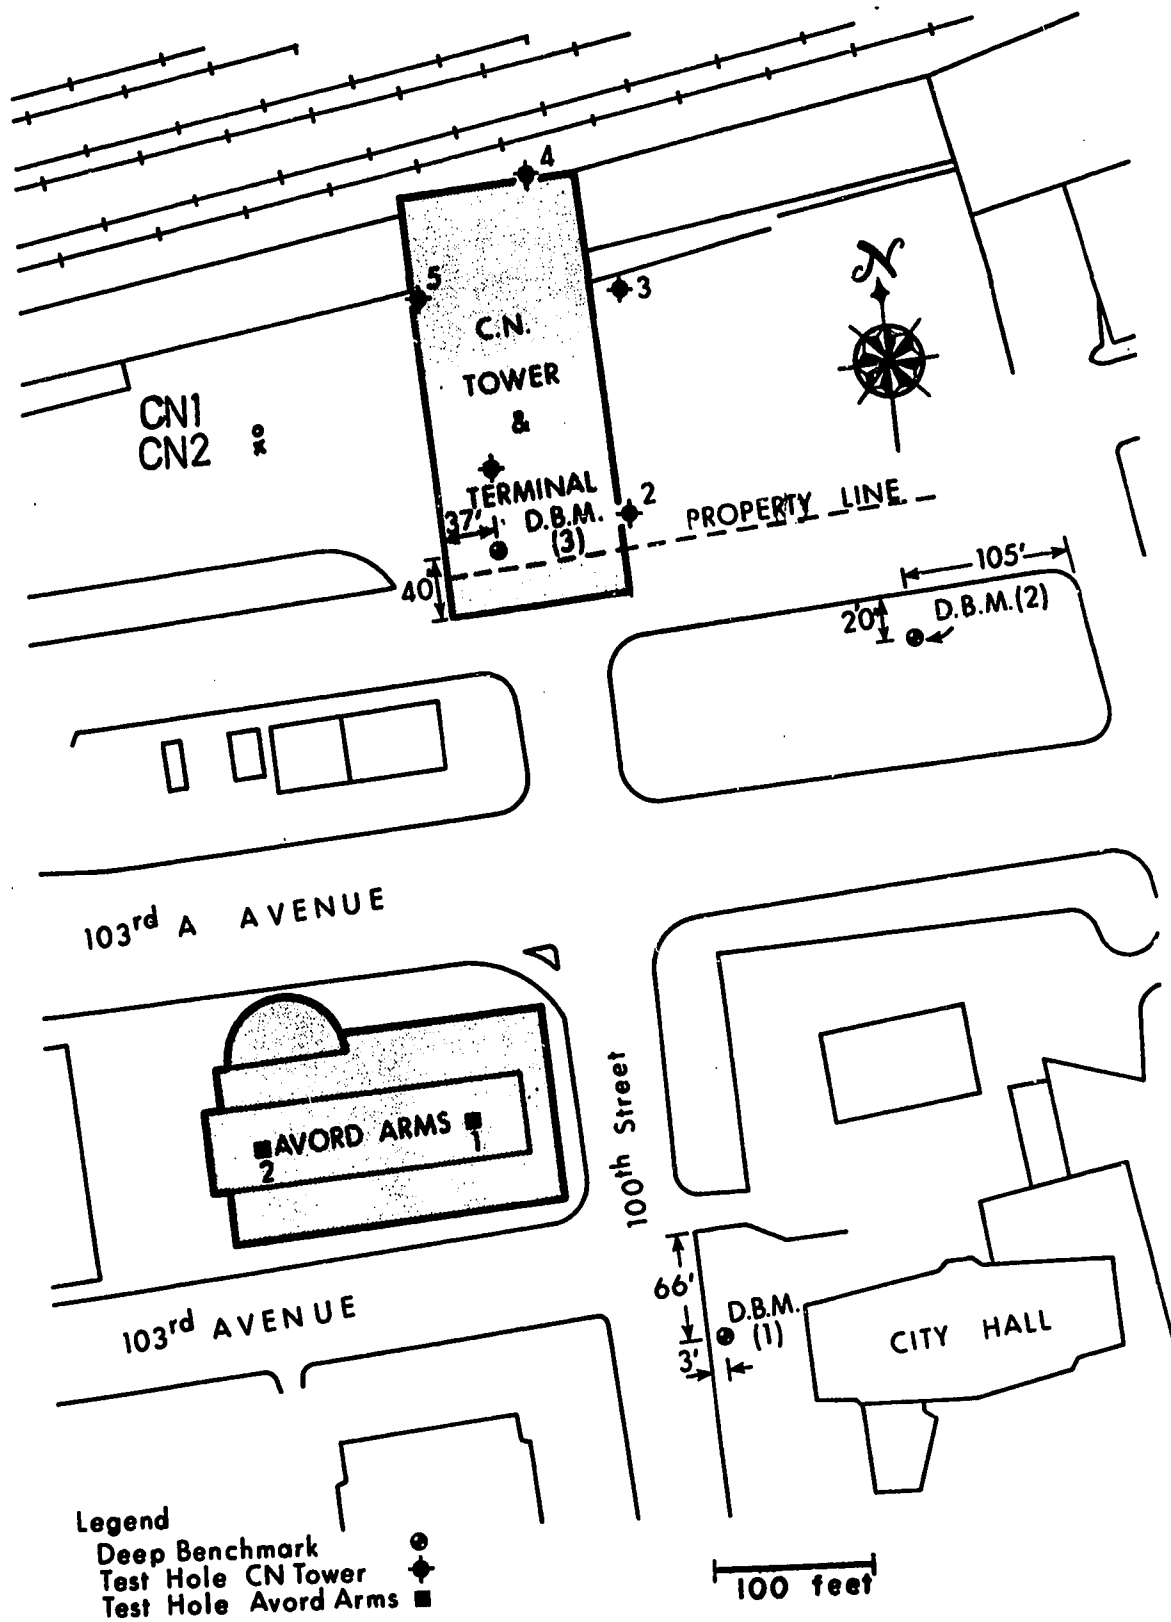 4
N
5
3
C.N.
TOWER
&
CN1
CN2
TERMINAL
2
37'
D.B.M.
(3)
PROPERTY LINE
40'
105'
20'
D.B.M.(2)
103rd A AVENUE
100th Street
AVORD ARMS
1
2
66'
D.B.M.
(1)
3'
CITY HALL
103rd AVENUE
Legend
Deep Benchmark
Test Hole CN Tower
Test Hole Avord Arms
100 feet